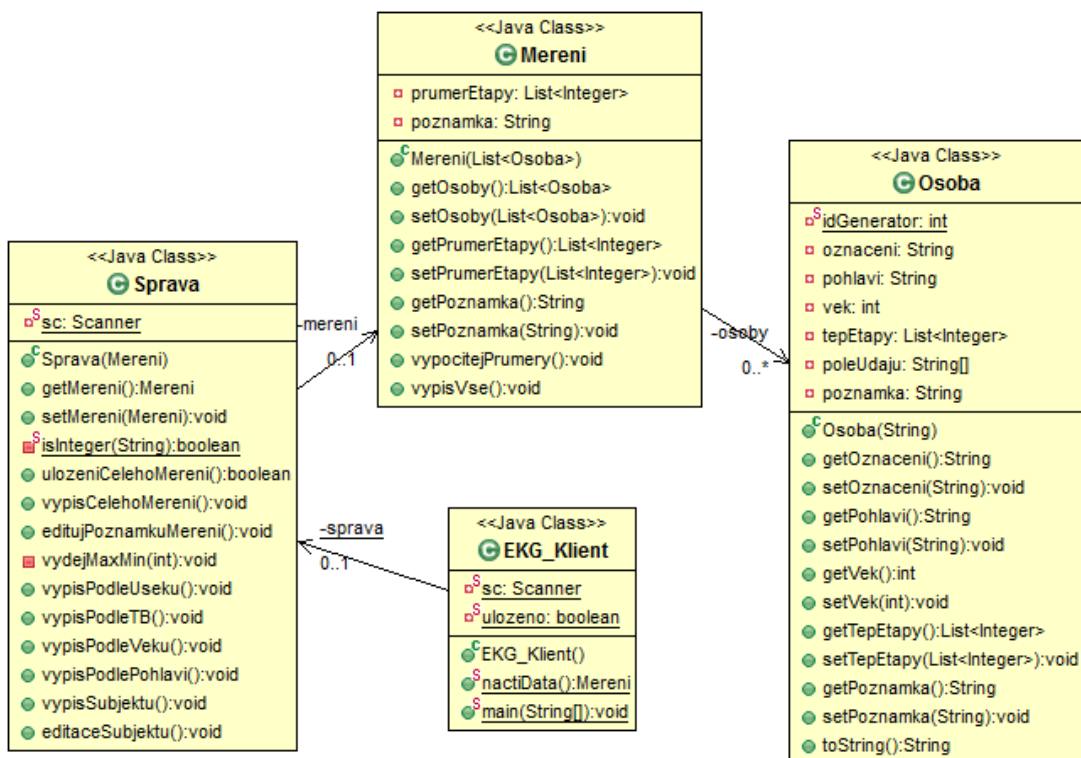 <<Java Class>>
Mereni
prumerEtapy: List<Integer>
poznamka: String
Mereni(List<Osoba>)
getOsoby():List<Osoba>
setOsoby(List<Osoba>):void
getPrumerEtapy():List<Integer>
setPrumerEtapy(List<Integer>):void
getPoznamka():String
setPoznamka(String):void
vypocitejPrumery():void
vypisVse():void
<<Java Class>>
Osoba
idGenerator: int
oznaceni: String
pohlavi: String
vek: int
tepEtapy: List<Integer>
poleUdaju: String[]
poznamka: String
Osoba(String)
getOznaceni():String
setOznaceni(String):void
getPohlavi():String
setPohlavi(String):void
getVek():int
setVek(int):void
getTepEtapy():List<Integer>
setTepEtapy(List<Integer>):void
getPoznamka():String
setPoznamka(String):void
toString():String
<<Java Class>>
Sprava
sc: Scanner
Sprava(Mereni)
getMereni():Mereni
setMereni(Mereni):void
isInteger(String):boolean
ulozeniCelehoMereni():boolean
vypisCelehoMereni():void
editujPoznamkuMereni():void
vydejMaxMin(int):void
vypisPodleUseku():void
vypisPodleTB():void
vypisPodleVeku():void
vypisPodlePohlavi():void
vypisSubjektu():void
editaceSubjektu():void
-mereni
0..1
-osoby
0..*
-sprava
0..1
<<Java Class>>
EKG_Klient
sc: Scanner
ulozeno: boolean
EKG_Klient()
nactiData():Mereni
main(String[]):void